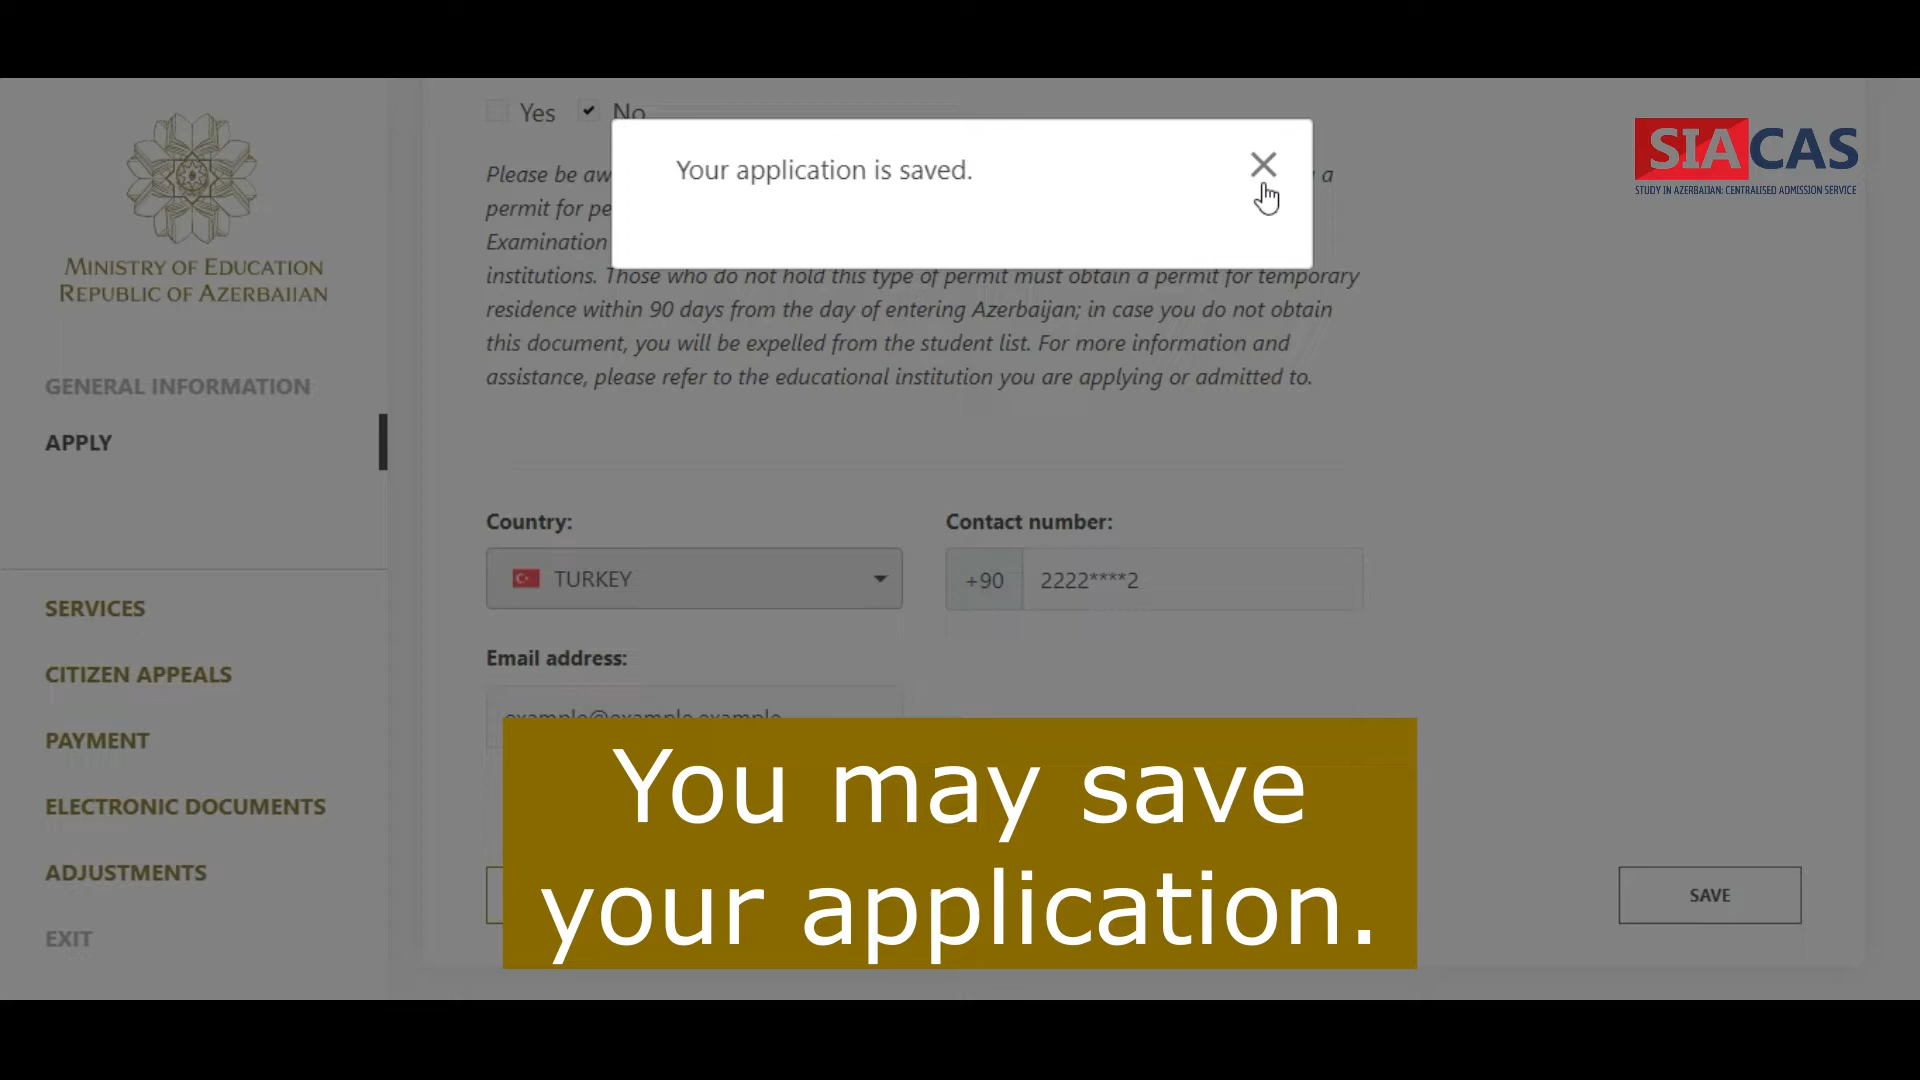 Yes No
Your application is saved.
Please be aw a
permit for pe
Examination
institutions. Those who do not hold this type of permit must obtain a permit for temporary
residence within 90 days from the day of entering Azerbaijan; in case you do not obtain
this document, you will be expelled from the student list. For more information and
assistance, please refer to the educational institution you are applying or admitted to.
SIACAS
STUDY IN AZERBAIJAN: CENTRALISED ADMISSION SERVICE
MINISTRY OF EDUCATION
REPUBLIC OF AZERBAIJAN
GENERAL INFORMATION
APPLY
SERVICES
CITIZEN APPEALS
PAYMENT
ELECTRONIC DOCUMENTS
ADJUSTMENTS
EXIT
Country: Contact number:
TURKEY +90 2222****2
Email address:
example@example.example
You may save
your application.
SAVE